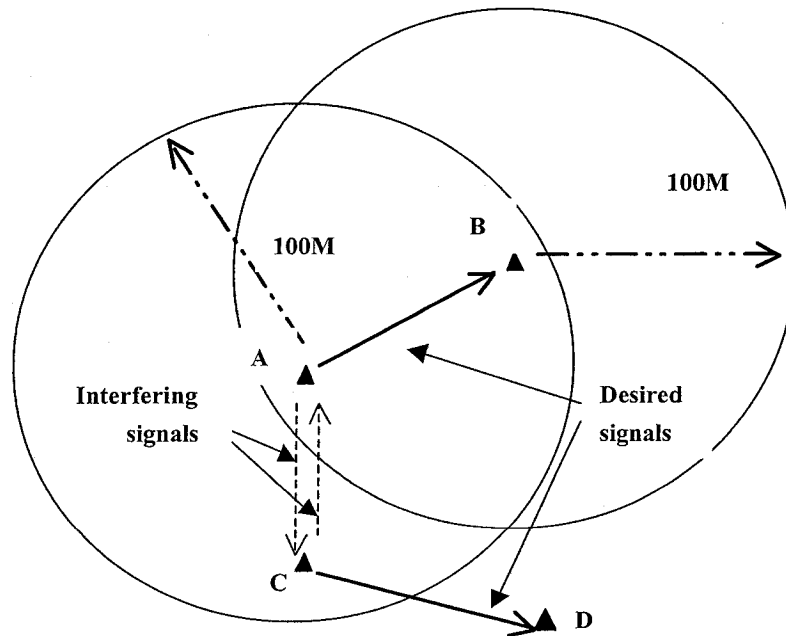 100M
B
100M
A
Interfering
signals
Desired
signals
C
D